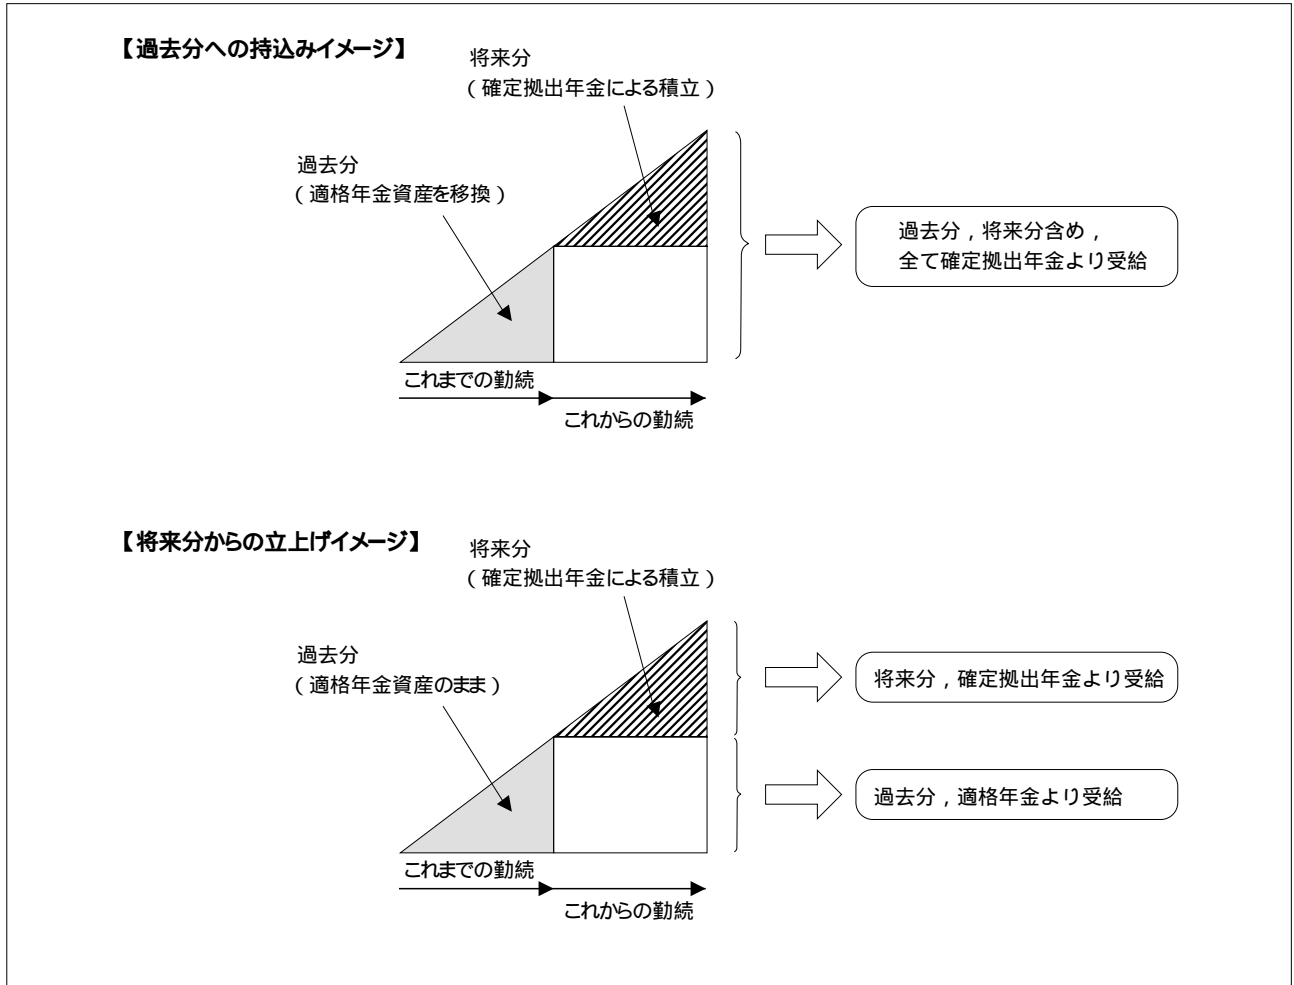 【過去分への持込みイメージ】
将来分
(確定拠出年金による積立)
過去分
(適格年金資産を移換)
過去分,将来分含め,
全て確定拠出年金より受給
これまでの勤続
これからの勤続
【将来分からの立上げイメージ】
将来分
(確定拠出年金による積立)
過去分
(適格年金資産のまま)
将来分,確定拠出年金より受給
過去分,適格年金より受給
これまでの勤続
これからの勤続